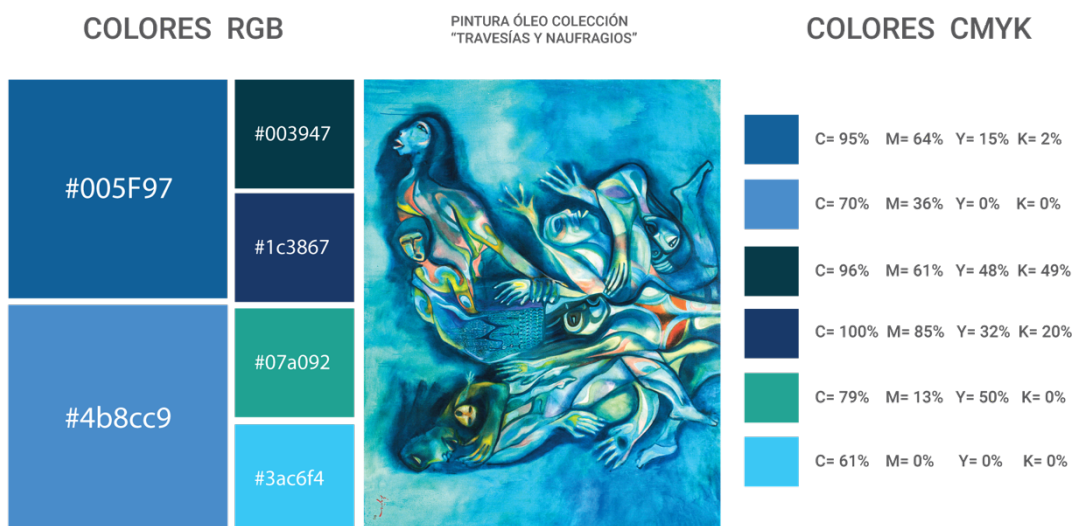 COLORES RGB
PINTURA ÓLEO COLECCIÓN
“TRAVESÍAS Y NAUFRAGIOS”
COLORES CMYK
#005F97
#003947
#1c3867
#4b8cc9
#07a092
#3ac6f4
C= 95% M= 64% Y= 15% K= 2%
C= 70% M= 36% Y= 0% K= 0%
C= 96% M= 61% Y= 48% K= 49%
C= 100% M= 85% Y= 32% K= 20%
C= 79% M= 13% Y= 50% K= 0%
C= 61% M= 0% Y= 0% K= 0%